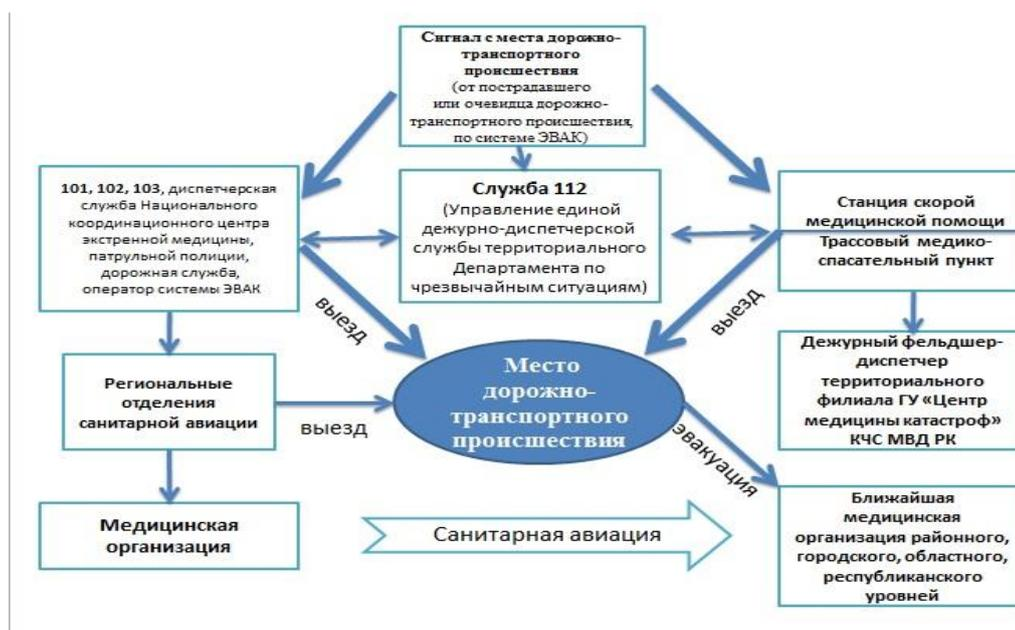 Сигнал с места дорожно-
транспортного
происшествия
(от пострадавшего
или очевидца дорожно-
транспортного происшествия,
по системе ЭВАК)
101, 102, 103, диспетчерская
служба Национального
координационного центра
экстренной медицины,
патрульной полиции,
дорожная служба,
оператор системы ЭВАК
Служба 112
(Управление единой
дежурно-диспетчерской
службы территориального
Департамента по
чрезвычайным ситуациям)
Станция скорой
медицинской помощи
Трассовый медико-
спасательный пункт
выезд
выезд
Региональные
отделения
санитарной авиации
выезд
Место
дорожно-
транспортного
происшествия
Дежурный фельдшер-
диспетчер
территориального
филиала ГУ «Центр
медицины катастроф»
КЧС МВД РК
эвакуация
Медицинская
организация
Санитарная авиация
Ближайшая
медицинская
организация районного,
городского, областного,
республиканского
уровней